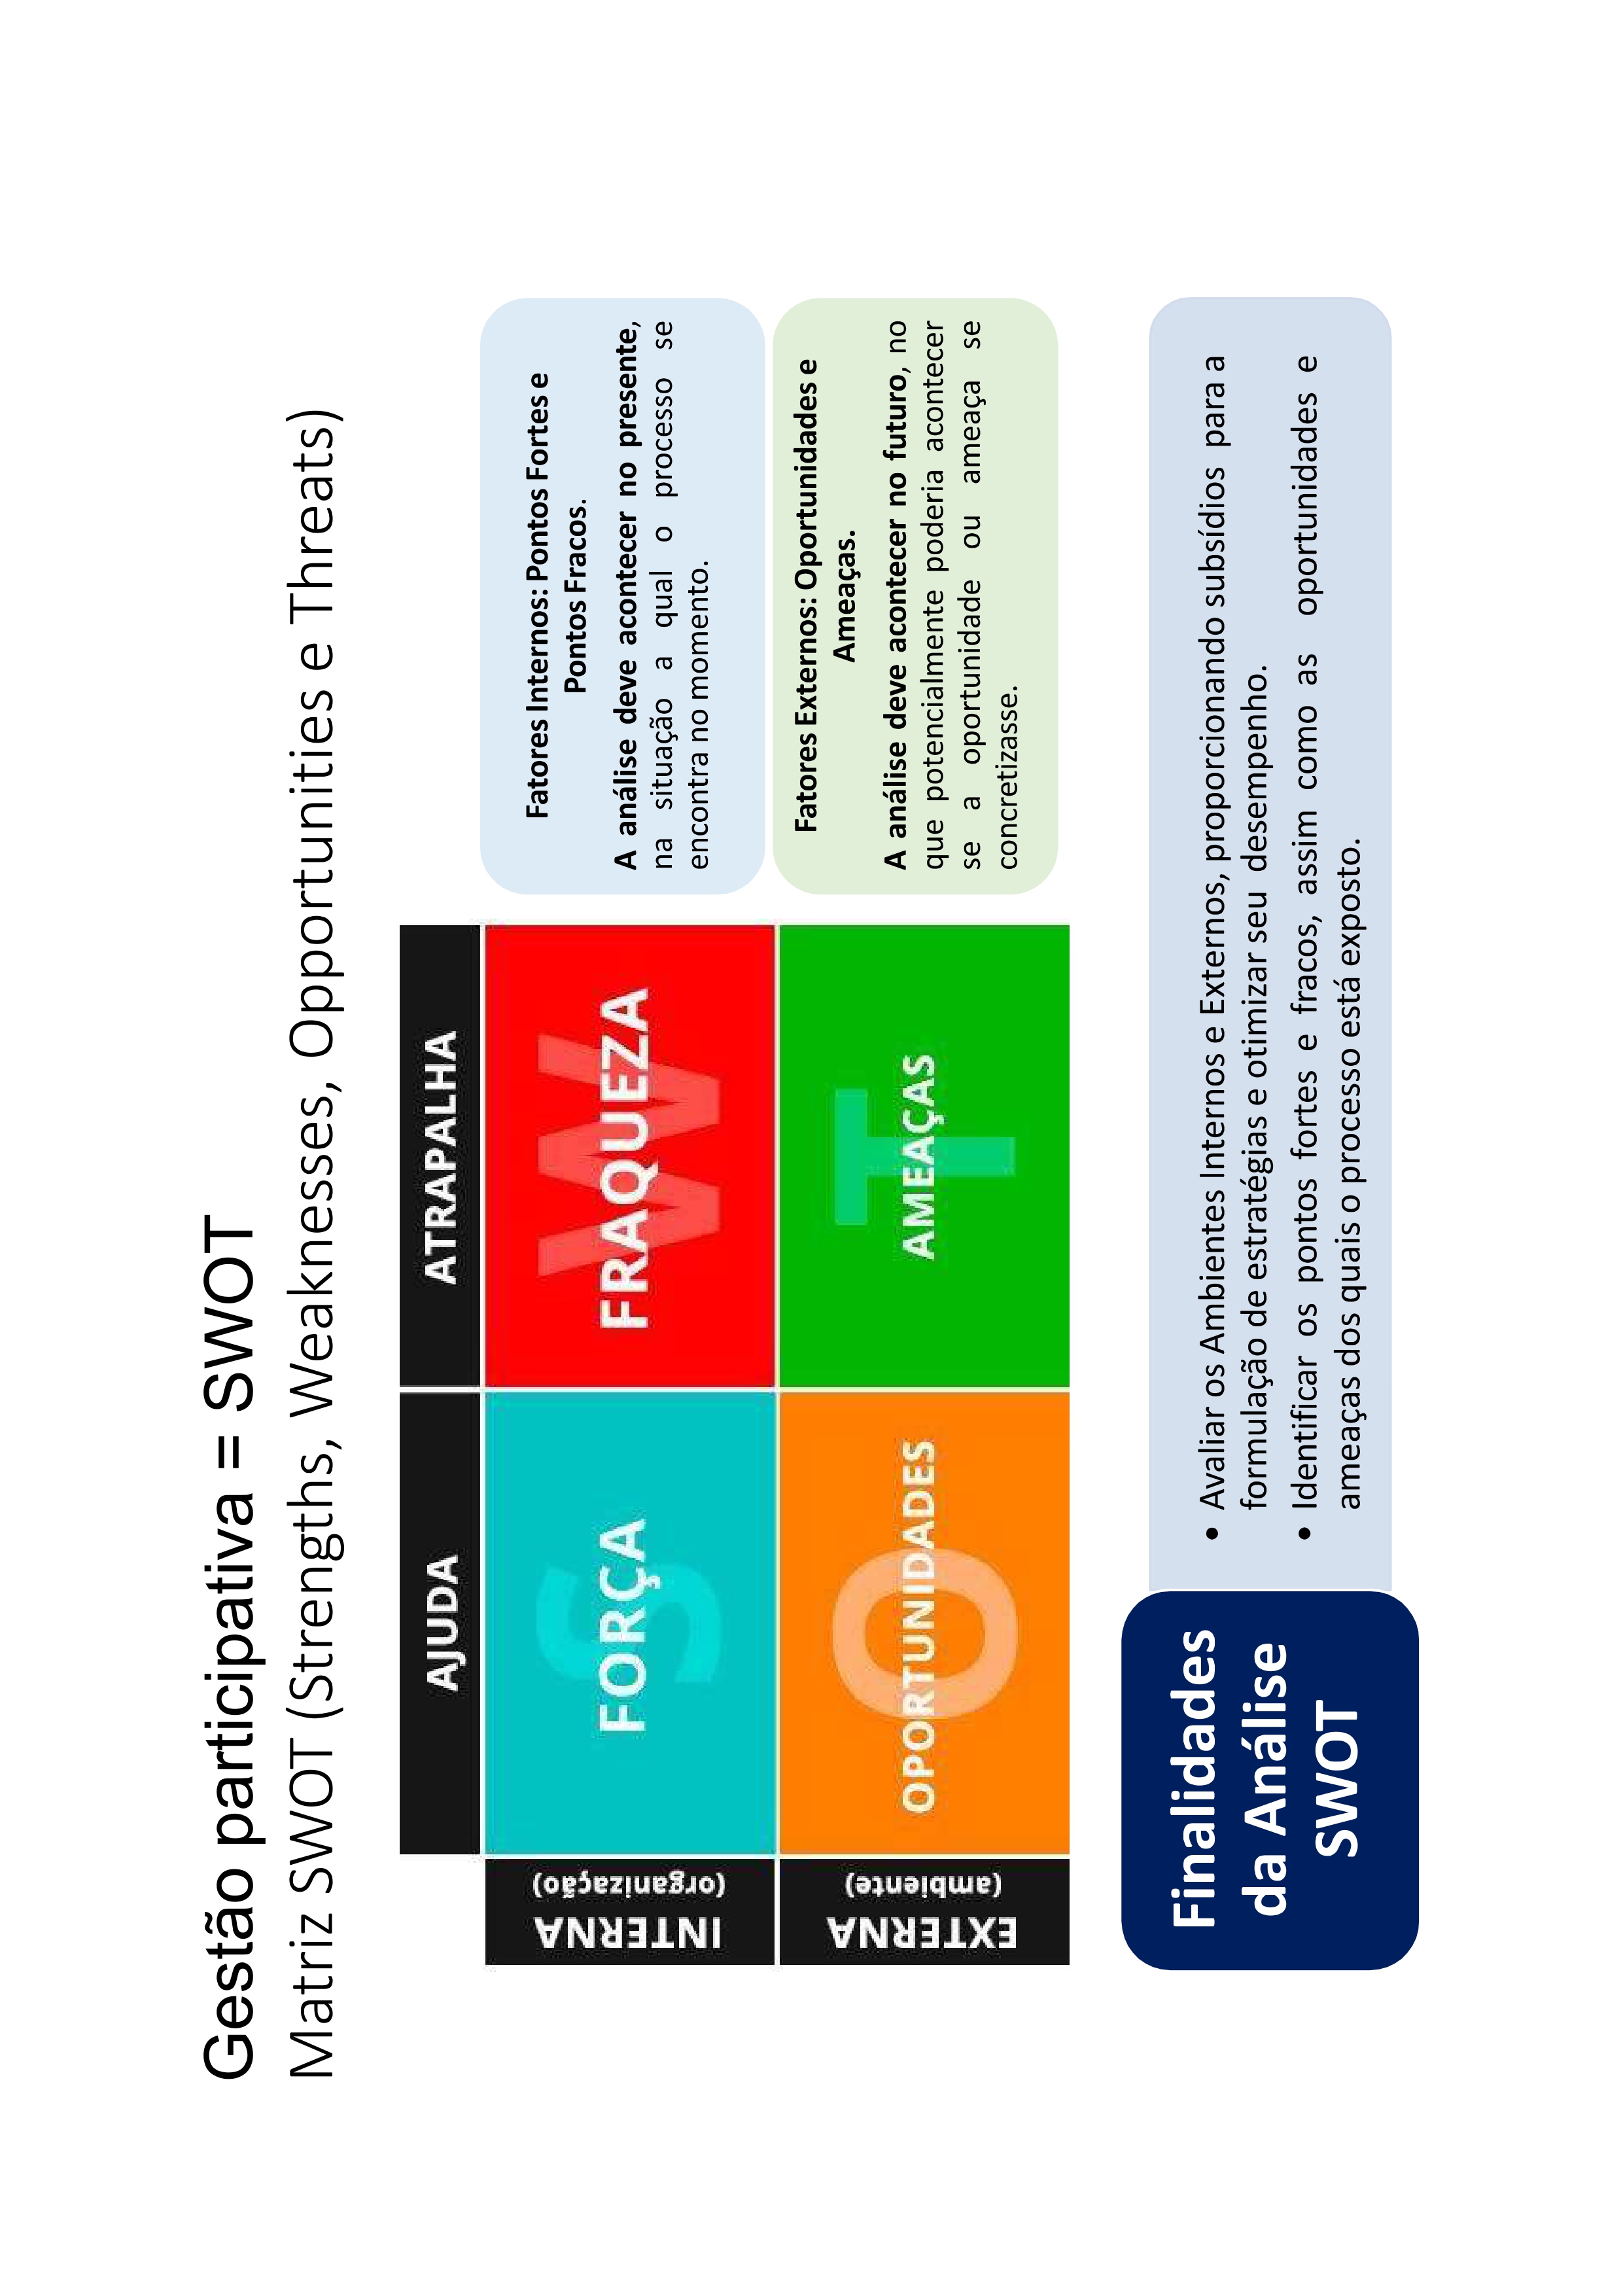 Gestão participativa = SWOT
Matriz SWOT (Strengths, Weaknesses, Opportunities e Threats)
AJUDA
ATRAPALHA
INTERNA
(organização)
S
FORÇA
W
FRAQUEZA
EXTERNA
(ambiente)
O
OPORTUNIDADES
T
AMEAÇAS
Fatores Internos: Pontos Fortes e
Pontos Fracos.
A análise deve acontecer no presente,
na situação a qual o processo se
encontra no momento.
Fatores Externos: Oportunidades e
Ameaças.
A análise deve acontecer no futuro, no
que potencialmente poderia acontecer
se a oportunidade ou ameaça se
concretizasse.
Finalidades
da Análise
SWOT
• Avaliar os Ambientes Internos e Externos, proporcionando subsídios para a
formulação de estratégias e otimizar seu desempenho.
• Identificar os pontos fortes e fracos, assim como as oportunidades e
ameaças dos quais o processo está exposto.